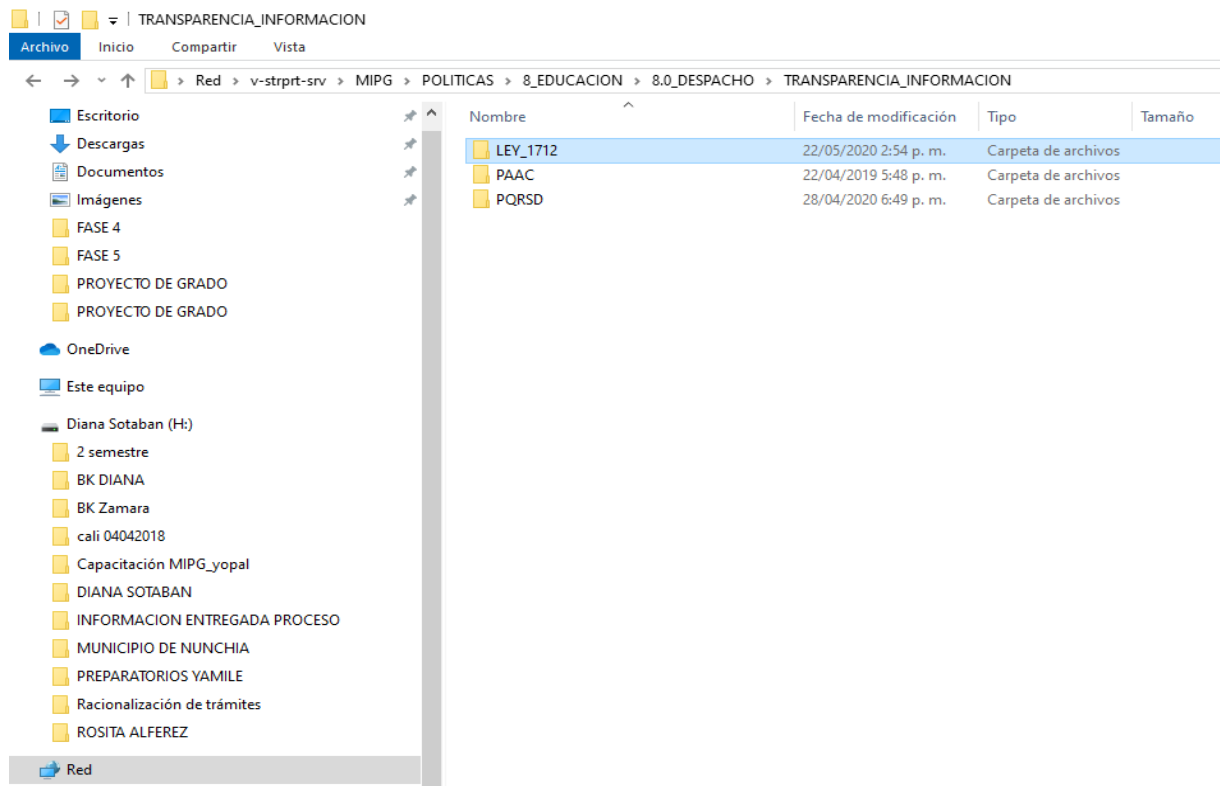 TRANSPARENCIA_INFORMACION
Archivo Inicio Compartir Vista
Red > v-strprt-srv > MIPG > POLITICAS > 8_EDUCACION > 8.0_DESPACHO > TRANSPARENCIA_INFORMACION
Nombre Fecha de modificación Tipo Tamaño
LEY_1712 22/05/2020 2:54 p. m. Carpeta de archivos
PAAC 22/04/2019 5:48 p. m. Carpeta de archivos
PQRSD 28/04/2020 6:49 p. m. Carpeta de archivos
Escritorio
Descargas
Documentos
Imágenes
FASE 4
FASE 5
PROYECTO DE GRADO
PROYECTO DE GRADO
OneDrive
Este equipo
Diana Sotaban (H:)
2 semestre
BK DIANA
BK Zamara
cali 04042018
Capacitación MIPG_yopal
DIANA SOTABAN
INFORMACION ENTREGADA PROCESO
MUNICIPIO DE NUNCHIA
PREPARATORIOS YAMILE
Racionalización de trámites
ROSITA ALFEREZ
Red